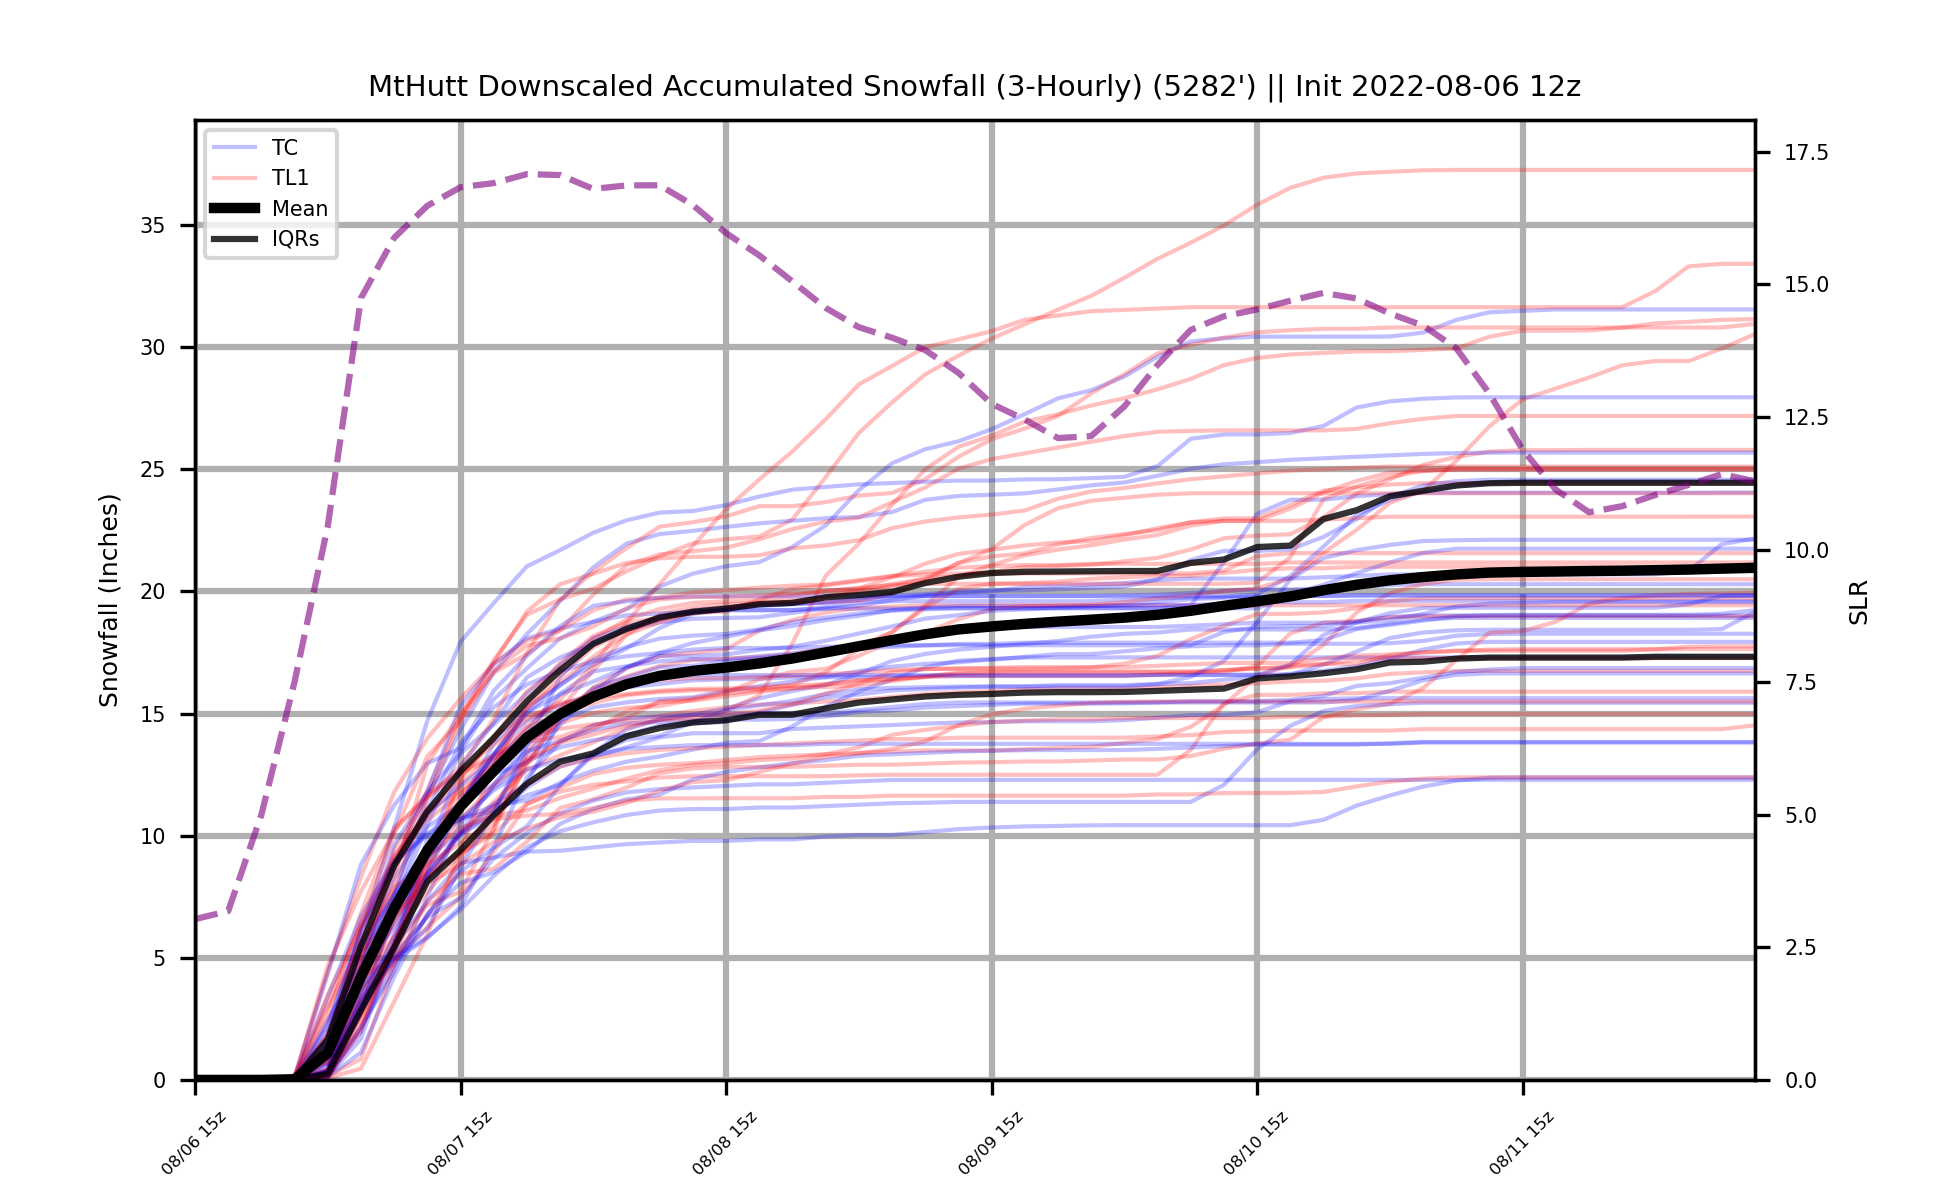 MtHutt Downscaled Accumulated Snowfall (3-Hourly) (5282') || Init 2022-08-06 12z
TC
TL1
Mean
IQRs
Snowfall (Inches)
35
30
25
20
15
10
5
0
17.5
15.0
12.5
10.0
7.5
5.0
2.5
0.0
SLR
08/06 15z
08/07 15z
08/08 15z
08/09 15z
08/10 15z
08/11 15z